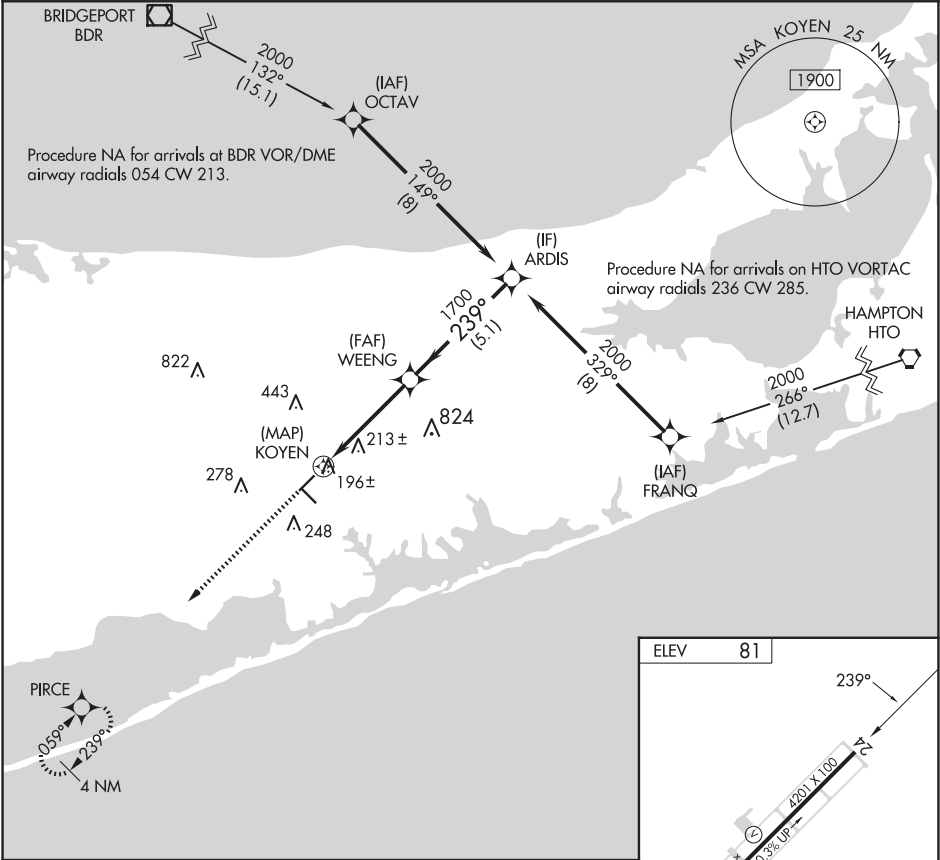 BRIDGEPORT
BDR
2000
132°
(15.1)
(IAF)
OCTAV
MSA KOYEN 25 NM
1900
Procedure NA for arrivals at BDR VOR/DME
airway radials 054 CW 213.
2000
149°
(8)
(IF)
ARDIS
Procedure NA for arrivals on HTO VORTAC
airway radials 236 CW 285.
HAMPTON
HTO
1700
239°
(5.1)
(FAF)
WEENG
2000
329°
(8)
2000
266°
(12.7)
822
443
824
(MAP)
KOYEN
213±
278
196±
248
(IAF)
FRANQ
ELEV 81
239°
24
4201 X 100
0.3% UP
V
PIRCE
059°
239°
4 NM